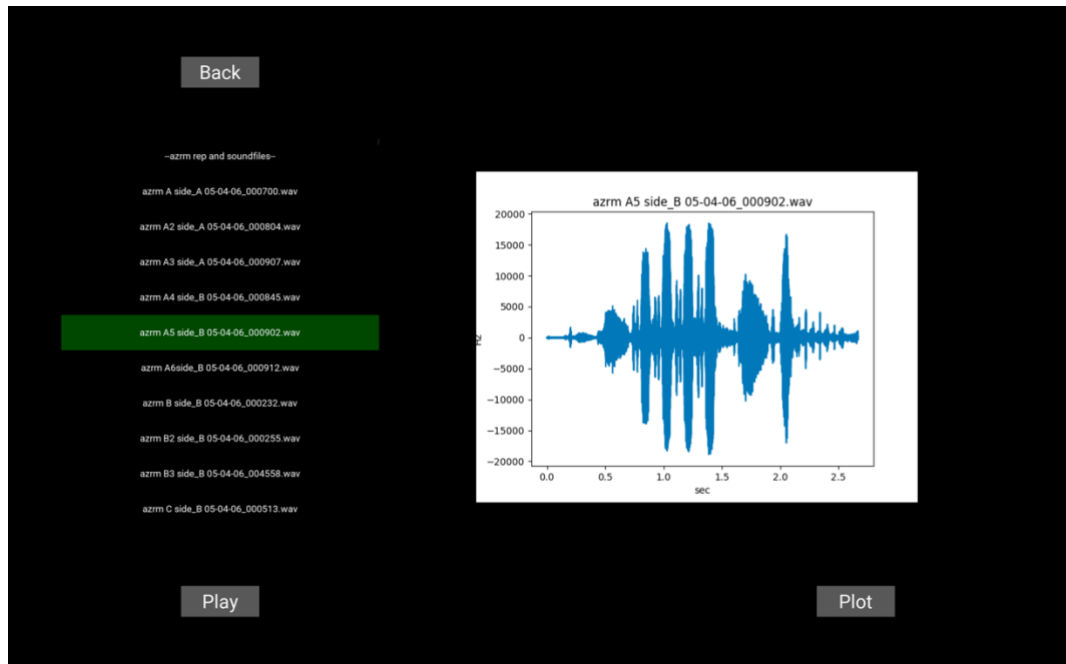 Back
--azrm rep and soundfiles--
azrm A side_A 05-04-06_000700.wav
azrm A2 side_A 05-04-06_000804.wav
azrm A3 side_A 05-04-06_000907.wav
azrm A4 side_B 05-04-06_000845.wav
azrm A5 side_B 05-04-06_000902.wav
azrm A6side_B 05-04-06_000912.wav
azrm B side_B 05-04-06_000232.wav
azrm B2 side_B 05-04-06_000255.wav
azrm B3 side_B 05-04-06_004558.wav
azrm C side_B 05-04-06_000513.wav
Play
azrm A5 side_B 05-04-06_000902.wav
20000
15000
10000
5000
0
−5000
−10000
−15000
−20000
Hz
0.0 0.5 1.0 1.5 2.0 2.5
sec
Plot